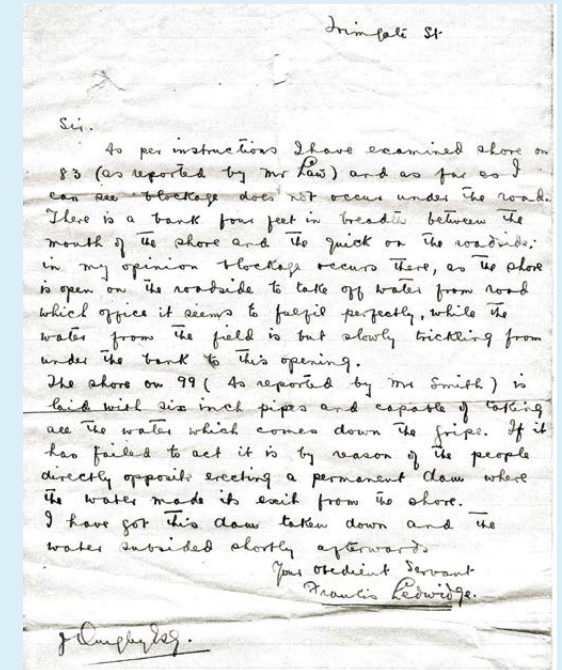 Trimgate St
Sir.
As per instructions I have examined shore on
83 (as reported by Mr Law) and as far as I
can see blockage does not occur under the road.
There is a bank four feet in breadth between the
mouth of the shore and the quick on the roadside;
in my opinion blockage occurs there, as the shore
is open on the roadside to take off water from road
which office it seems to fulfil perfectly, while the
water from the field is but slowly trickling from
under the bank to this opening.
The shore on 99 (As reported by Mr Smith) is
laid with six inch pipes and capable of taking
all the water which comes down the gripe. If it
has failed to act it is by reason of the people
directly opposite erecting a permanent dam where
the water made its exit from the shore.
I have got this dam taken down and the
water subsided shortly afterwards
Your obedient Servant
Francis Ledwidge.
J Quigley Esq.